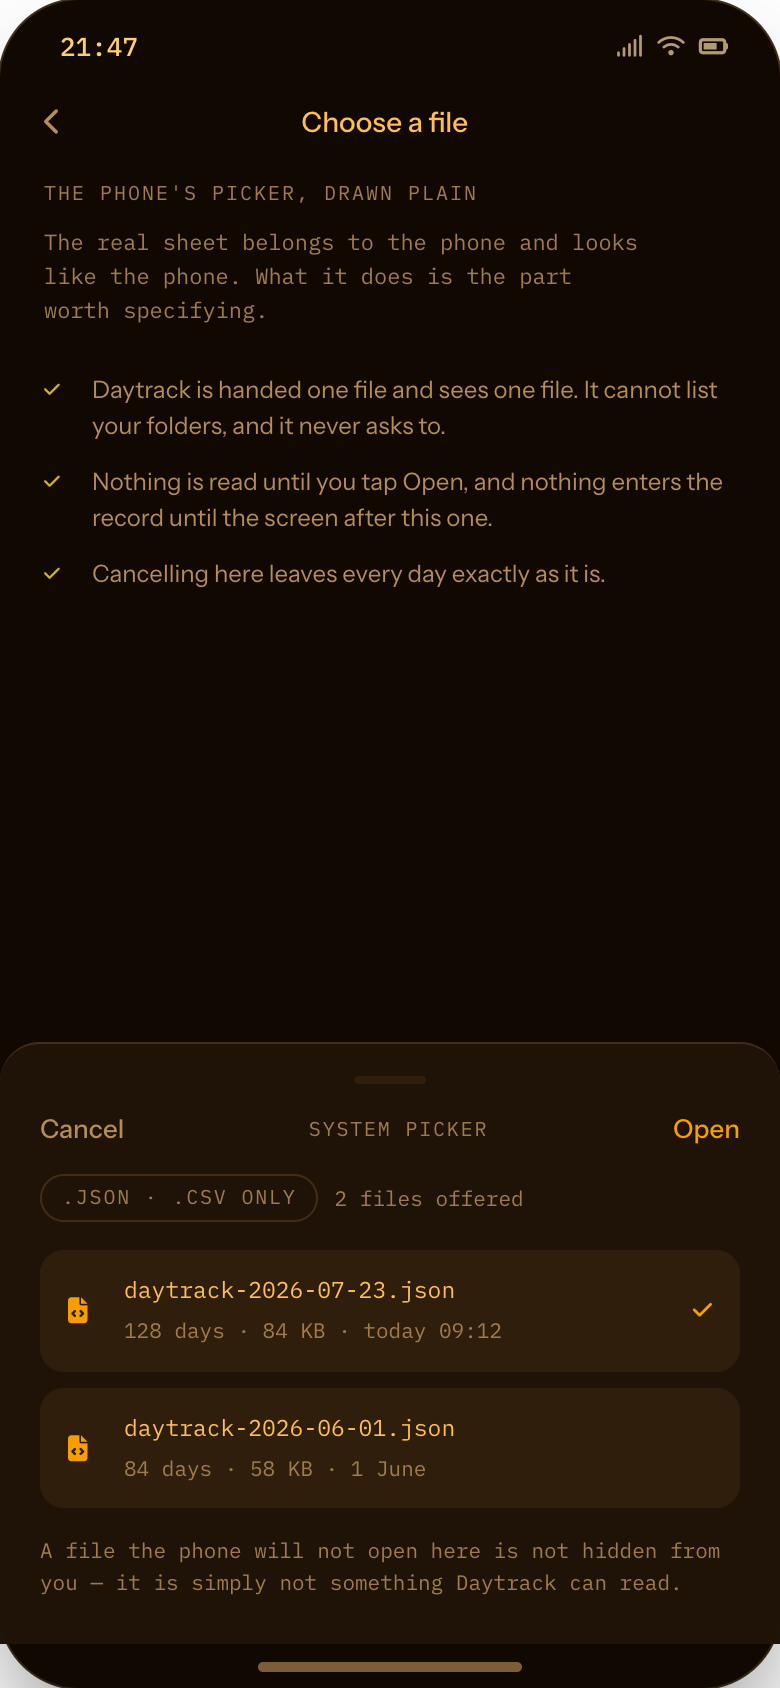 21:47
Choose a file
THE PHONE'S PICKER, DRAWN PLAIN
The real sheet belongs to the phone and looks
like the phone. What it does is the part
worth specifying.
Daytrack is handed one file and sees one file. It cannot list
your folders, and it never asks to.
Nothing is read until you tap Open, and nothing enters the
record until the screen after this one.
Cancelling here leaves every day exactly as it is.
Cancel SYSTEM PICKER Open
.JSON · .CSV ONLY 2 files offered
daytrack-2026-07-23.json
128 days · 84 KB · today 09:12
daytrack-2026-06-01.json
84 days · 58 KB · 1 June
A file the phone will not open here is not hidden from
you — it is simply not something Daytrack can read.